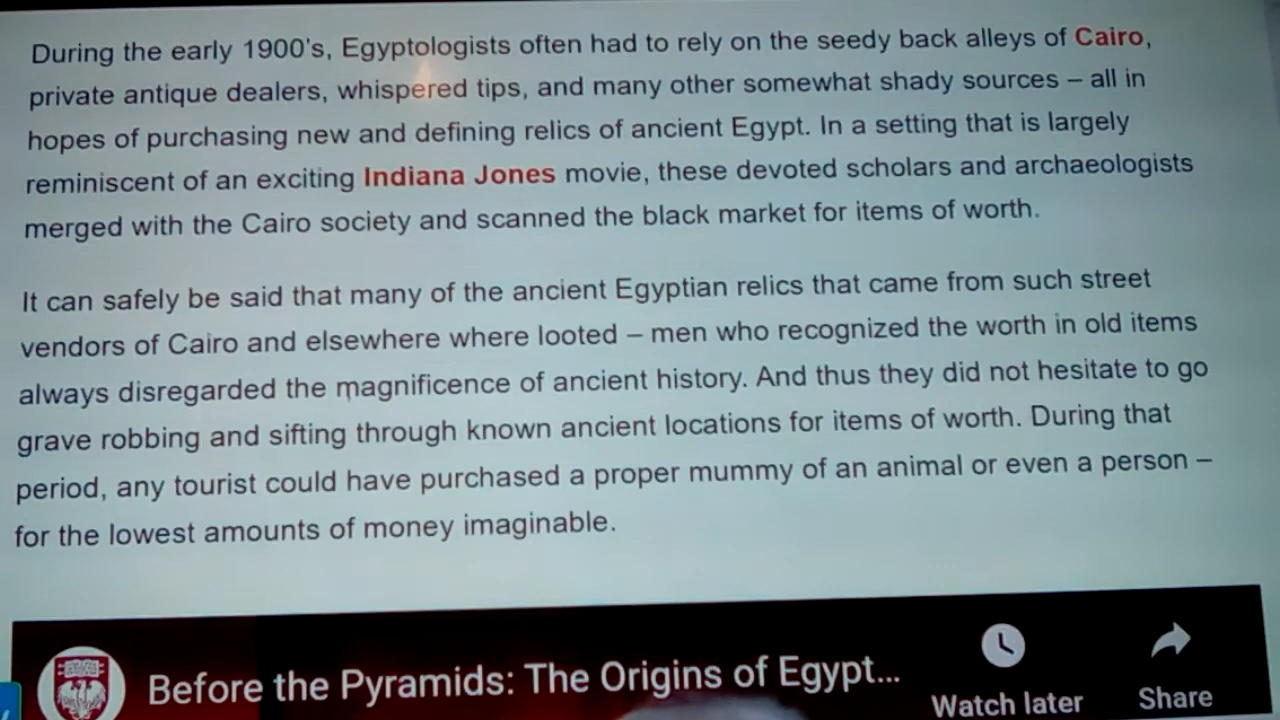 During the early 1900's, Egyptologists often had to rely on the seedy back alleys of Cairo,
private antique dealers, whispered tips, and many other somewhat shady sources – all in
hopes of purchasing new and defining relics of ancient Egypt. In a setting that is largely
reminiscent of an exciting Indiana Jones movie, these devoted scholars and archaeologists
merged with the Cairo society and scanned the black market for items of worth.
It can safely be said that many of the ancient Egyptian relics that came from such street
vendors of Cairo and elsewhere where looted – men who recognized the worth in old items
always disregarded the magnificence of ancient history. And thus they did not hesitate to go
grave robbing and sifting through known ancient locations for items of worth. During that
period, any tourist could have purchased a proper mummy of an animal or even a person –
for the lowest amounts of money imaginable.
Before the Pyramids: The Origins of Egypt...
Watch later
Share